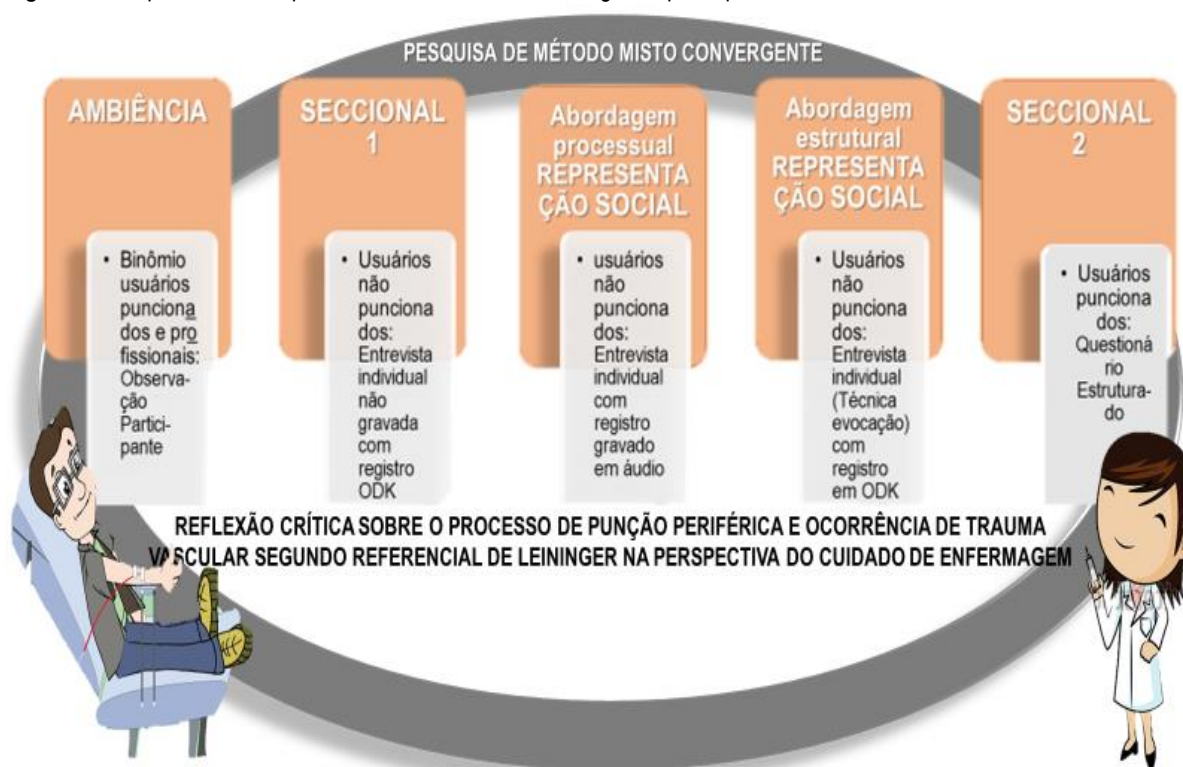 PESQUISA DE MÉTODO MISTO CONVERGENTE
AMBIÊNCIA
• Binômio
usuários
punciona
dos e pro
fissionais:
Observa-
ção
Partici-
pante
SECCIONAL
1
• Usuários
não
punciona
dos:
Entrevista
individual
não
gravada
com
registro
ODK
Abordagem
processual
REPRESENTA
ÇÃO SOCIAL
• usuários
não
punciona
dos:
Entrevista
individual
com
registro
gravado
em áudio
Abordagem
estrutural
REPRESENTA
ÇÃO SOCIAL
• Usuários
não
punciona
dos:
Entrevista
individual
(Técnica
evocação)
com
registro
em ODK
SECCIONAL
2
• Usuários
punciona
dos:
Questioná
rio
Estrutura-
do
REFLEXÃO CRÍTICA SOBRE O PROCESSO DE PUNÇÃO PERIFÉRICA E OCORRÊNCIA DE TRAUMA
VASCULAR SEGUNDO REFERENCIAL DE LEININGER NA PERSPECTIVA DO CUIDADO DE ENFERMAGEM